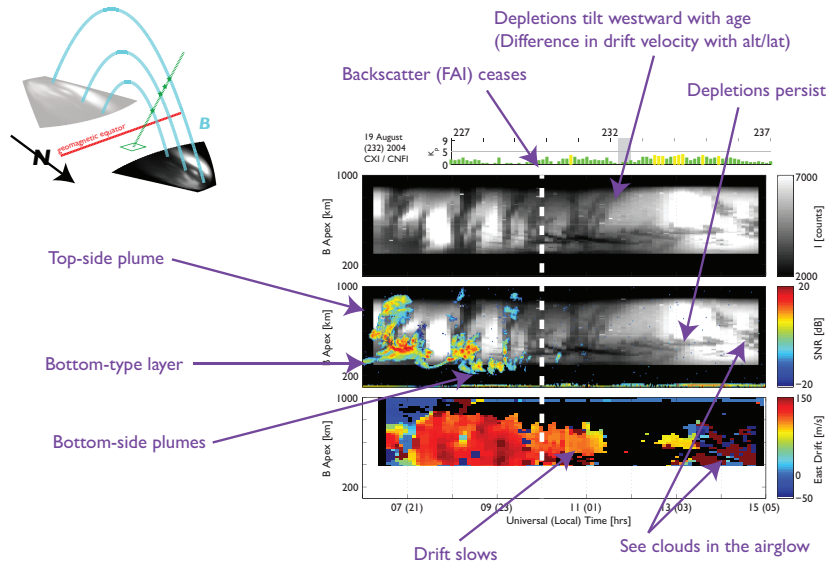 Depletions tilt westward with age
(Difference in drift velocity with alt/lat)
Backscatter (FAI) ceases
Depletions persist
geomagnetic equator
B
N
19 August
(232) 2004
CXI / CNFI
Kp
9
5
0
227
232
237
1000
B Apex [km]
200
7000
I [counts]
2000
Top-side plume
1000
B Apex [km]
200
20
SNR [dB]
−20
Bottom-type layer
Bottom-side plumes
1000
B Apex [km]
200
150
100
50
0
−50
East Drift [m/s]
07 (21)
09 (23)
11 (01)
13 (03)
15 (05)
Universal (Local) Time [hrs]
Drift slows
See clouds in the airglow